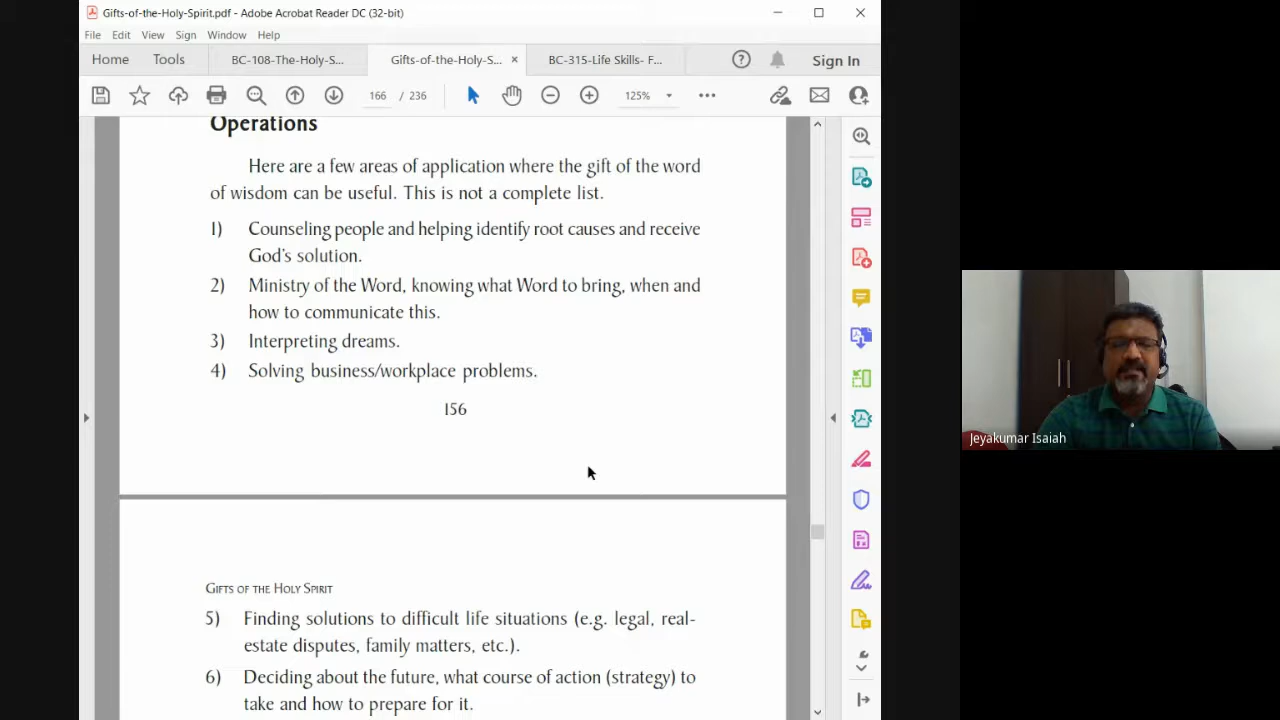 Gifts-of-the-Holy-Spirit.pdf - Adobe Acrobat Reader DC (32-bit)
File Edit View Sign Window Help
Home Tools BC-108-The-Holy-S... Gifts-of-the-Holy-S... BC-315-Life Skills- F... Sign In
166 / 236 125%
Operations
Here are a few areas of application where the gift of the word
of wisdom can be useful. This is not a complete list.
1) Counseling people and helping identify root causes and receive
God's solution.
2) Ministry of the Word, knowing what Word to bring, when and
how to communicate this.
3) Interpreting dreams.
4) Solving business/workplace problems.
156
Jeyakumar Isaiah
GIFTS OF THE HOLY SPIRIT
5) Finding solutions to difficult life situations (e.g. legal, real-
estate disputes, family matters, etc.).
6) Deciding about the future, what course of action (strategy) to
take and how to prepare for it.